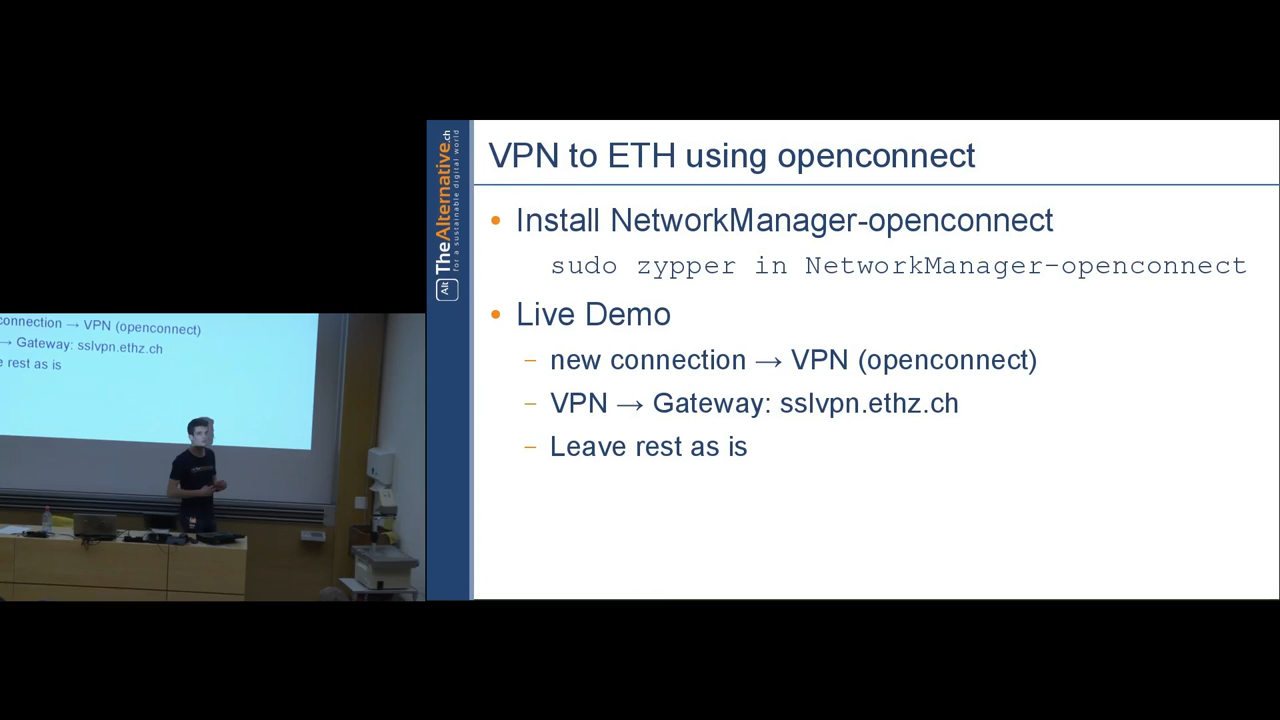 VPN to ETH using openconnect
• Install NetworkManager-openconnect
sudo zypper in NetworkManager-openconnect
• Live Demo
– new connection → VPN (openconnect)
– VPN → Gateway: sslvpn.ethz.ch
– Leave rest as is
Alt TheAlternative.ch
for a sustainable digital world
connection → VPN (openconnect)
→ Gateway: sslvpn.ethz.ch
rest as is